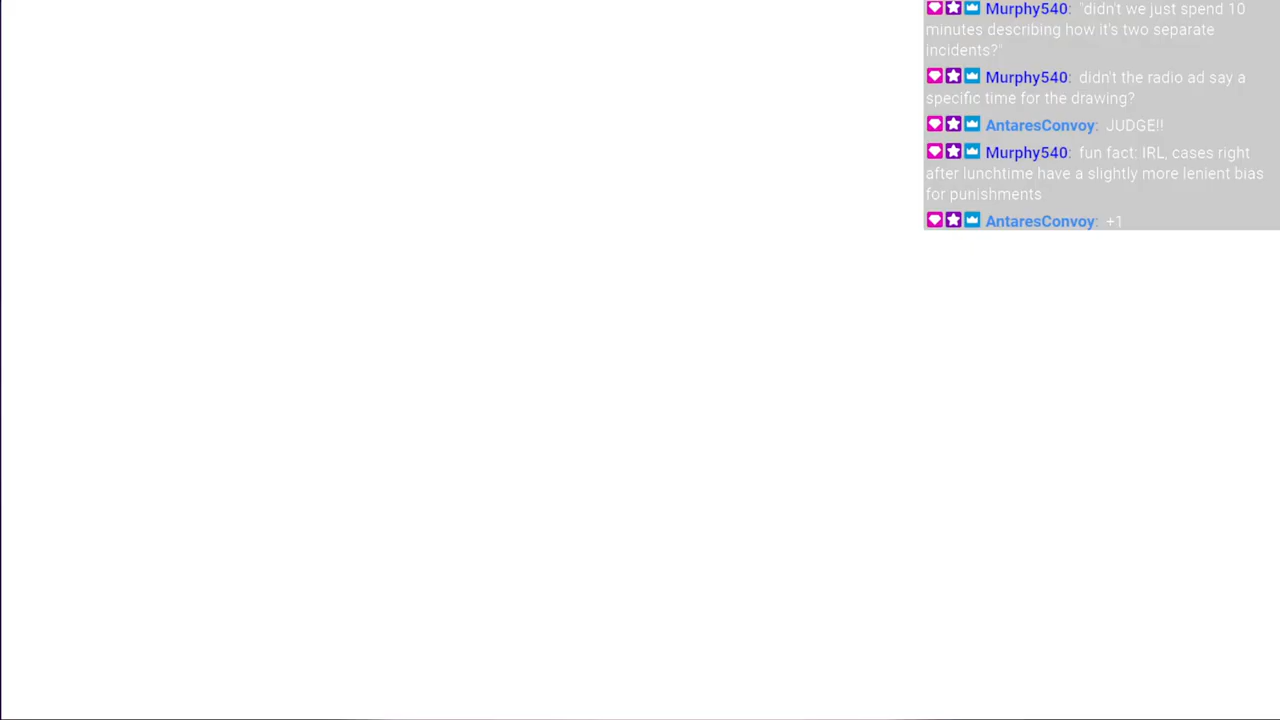 Murphy540: "didn't we just spend 10
minutes describing how it's two separate
incidents?"
Murphy540: didn't the radio ad say a
specific time for the drawing?
AntaresConvoy: JUDGE!!
Murphy540: fun fact: IRL, cases right
after lunchtime have a slightly more lenient bias
for punishments
AntaresConvoy: +1